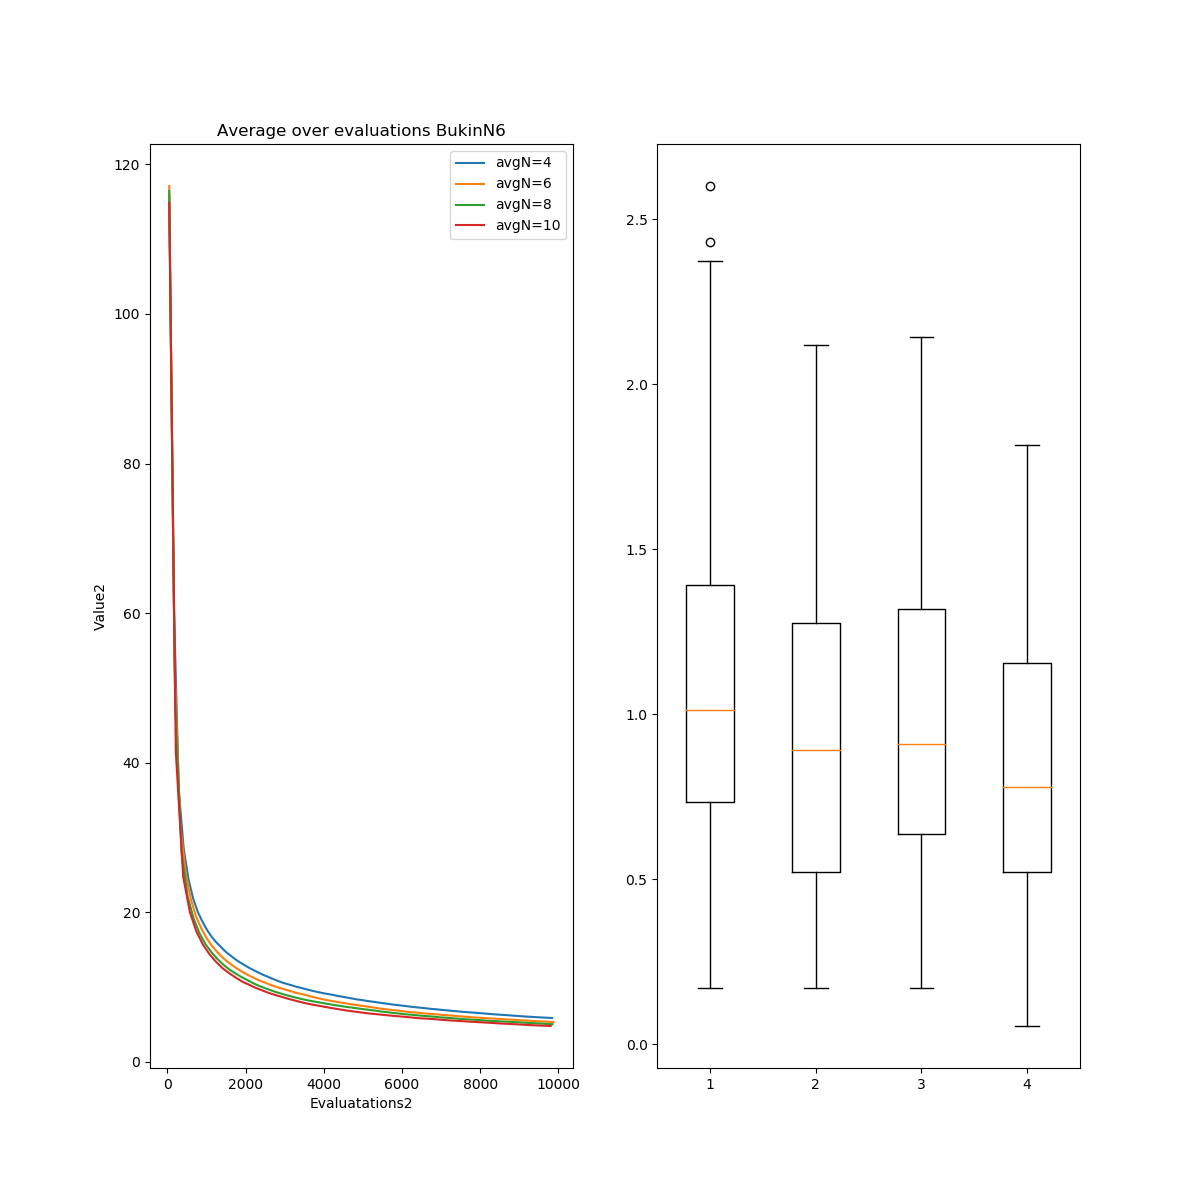 Average over evaluations BukinN6
avgN=4
avgN=6
avgN=8
avgN=10
120
100
80
60
40
20
0
Value2
0 2000 4000 6000 8000 10000
Evaluatations2
2.5
2.0
1.5
1.0
0.5
0.0
1 2 3 4